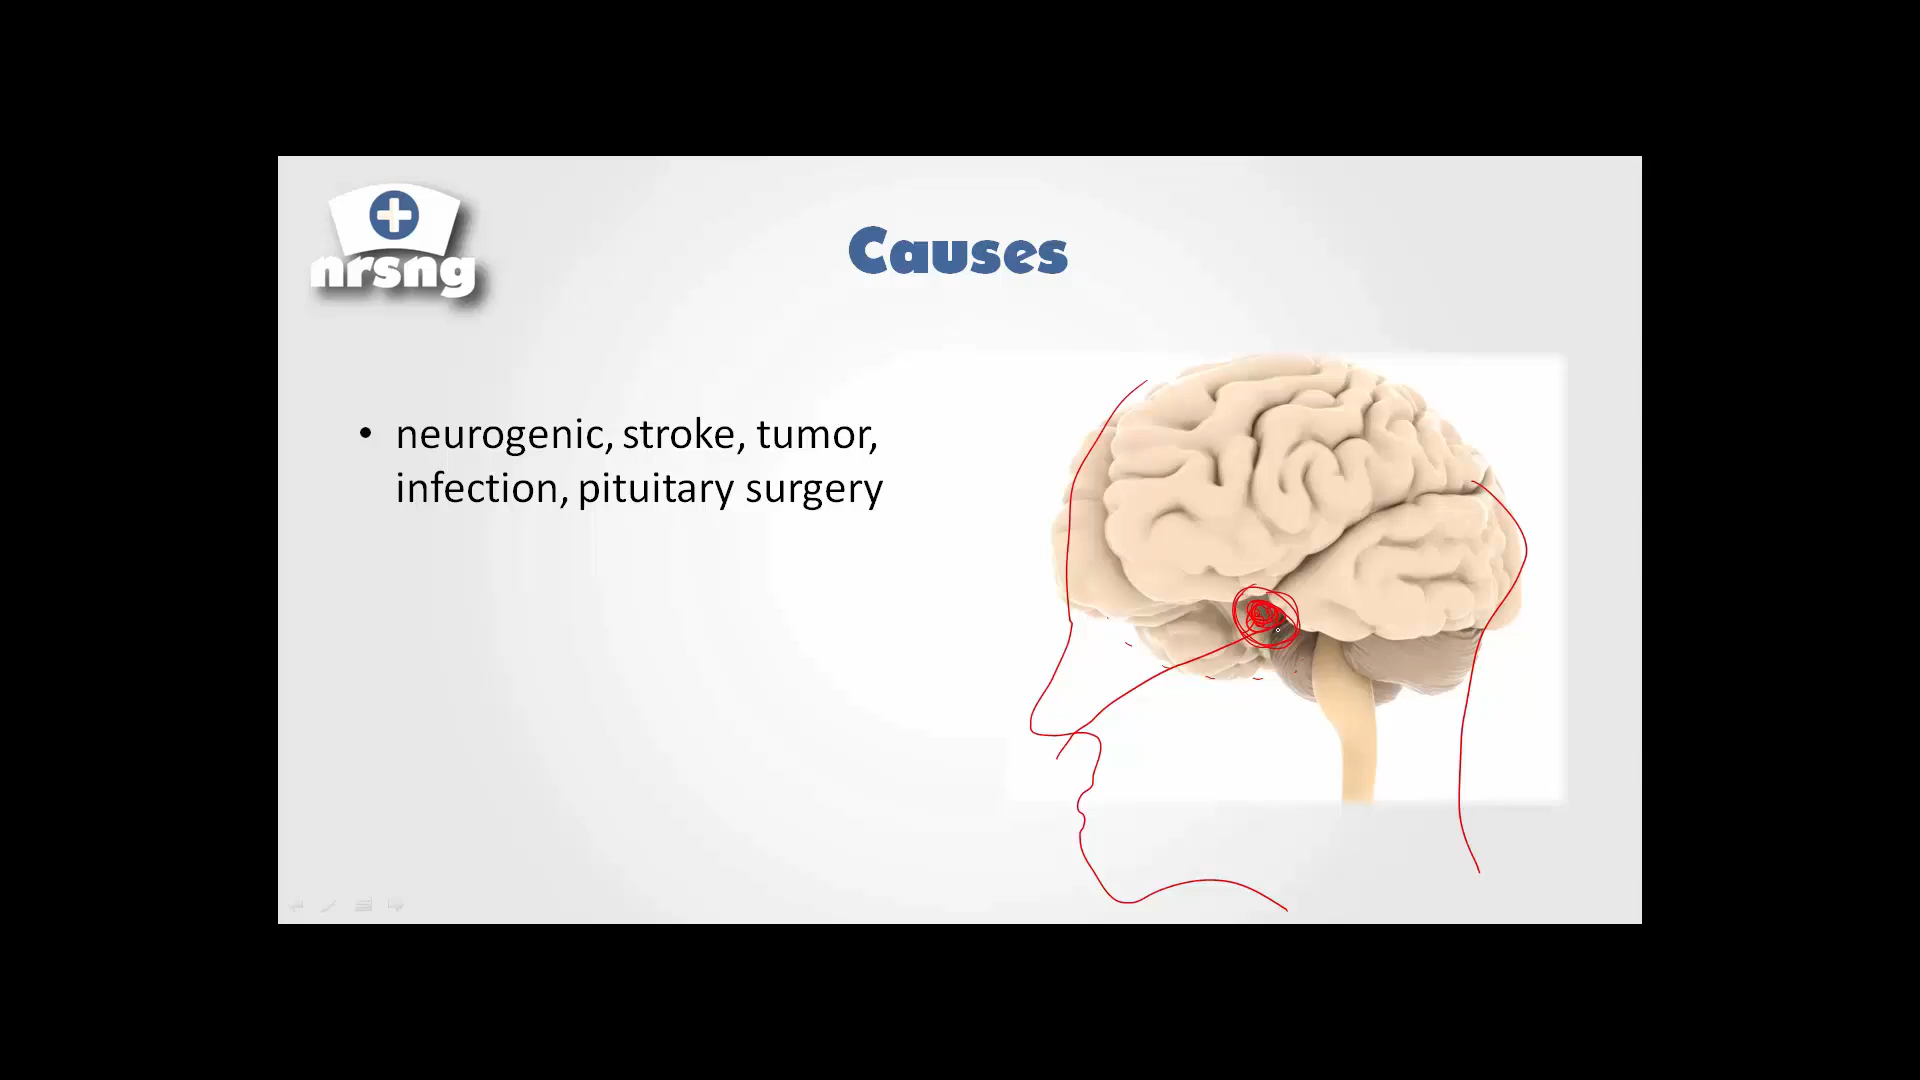 nrsng
Causes
• neurogenic, stroke, tumor,
infection, pituitary surgery